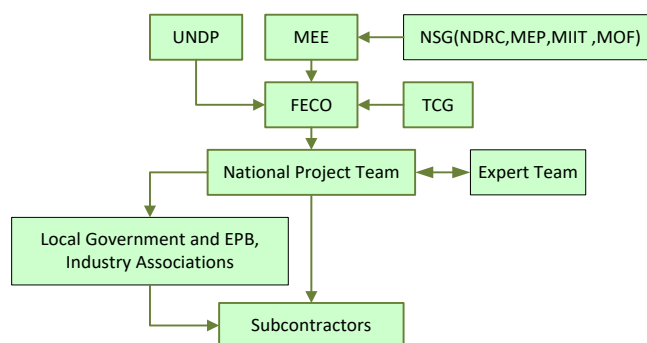 UNDP
MEE
NSG(NDRC,MEP,MIIT ,MOF)
FECO
TCG
National Project Team
Expert Team
Local Government and EPB,
Industry Associations
Subcontractors